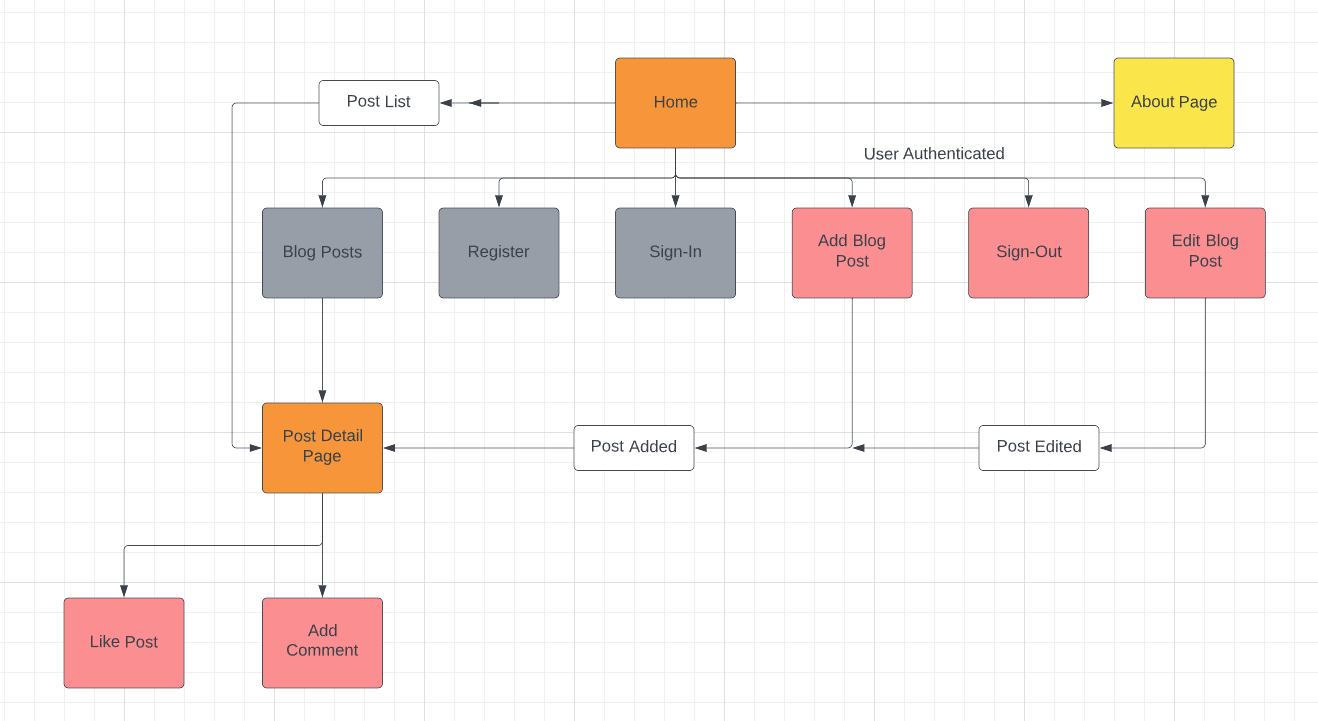 Post List
Home
About Page
User Authenticated
Blog Posts
Register
Sign-In
Add Blog
Post
Sign-Out
Edit Blog
Post
Post Detail
Page
Post Added
Post Edited
Like Post
Add
Comment